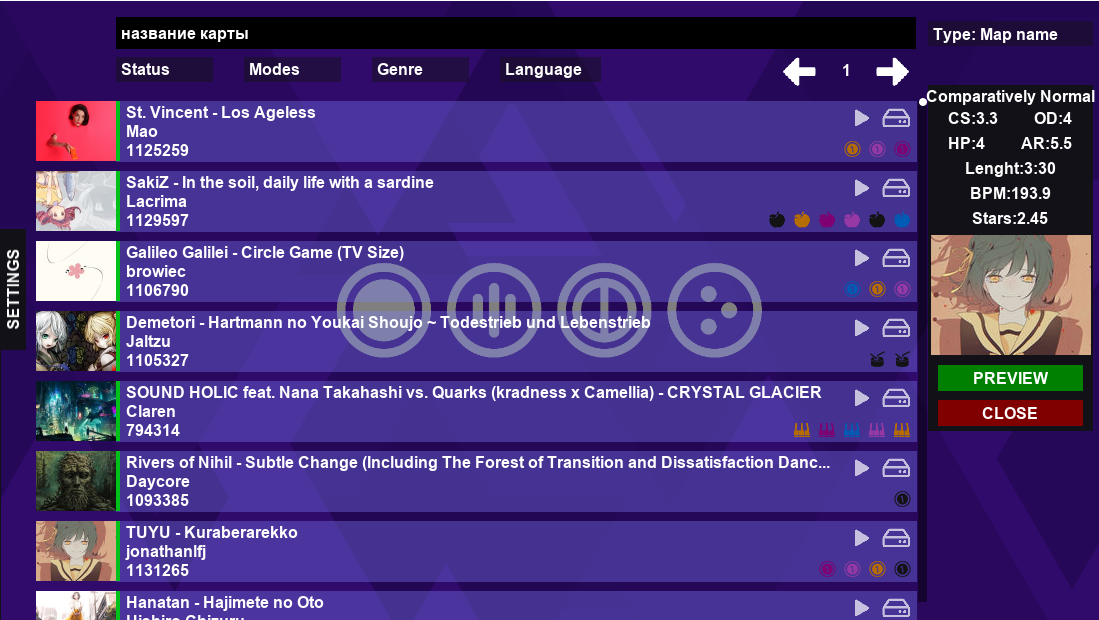 название карты
Type: Map name
Status Modes Genre Language 1
SETTINGS
St. Vincent - Los Ageless
Mao
1125259
SakiZ - In the soil, daily life with a sardine
Lacrima
1129597
Galileo Galilei - Circle Game (TV Size)
browiec
1106790
Demetori - Hartmann no Youkai Shoujo ~ Todestrieb und Lebenstrieb
Jaltzu
1105327
SOUND HOLIC feat. Nana Takahashi vs. Quarks (kradness x Camellia) - CRYSTAL GLACIER
Claren
794314
Rivers of Nihil - Subtle Change (Including The Forest of Transition and Dissatisfaction Danc...
Daycore
1093385
TUYU - Kuraberarekko
jonathanlfj
1131265
Hanatan - Hajimete no Oto
Comparatively Normal
CS:3.3 OD:4
HP:4 AR:5.5
Lenght:3:30
BPM:193.9
Stars:2.45
PREVIEW
CLOSE